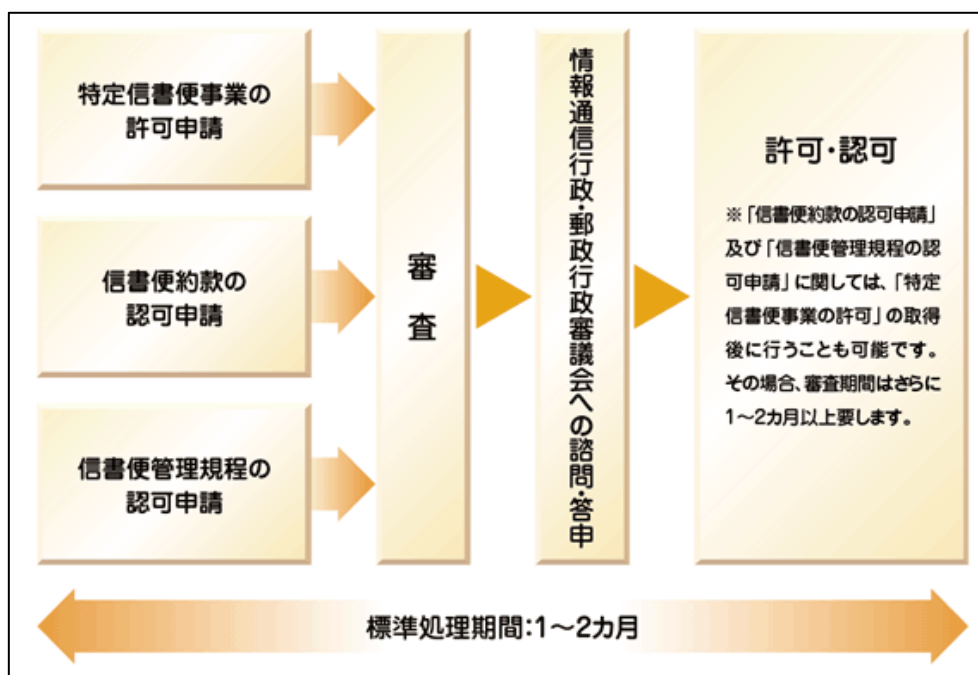 特定信書便事業の
許可申請
信書便約款の
認可申請
信書便管理規程の
認可申請
審査
情報通信行政・郵政行政審議会への諮問・答申
許可・認可
※「信書便約款の認可申請」
及び「信書便管理規程の認
可申請」に関しては、「特定
信書便事業の許可」の取得
後に行うことも可能です。
その場合、審査期間はさらに
1～2カ月以上要します。
標準処理期間:1～2カ月